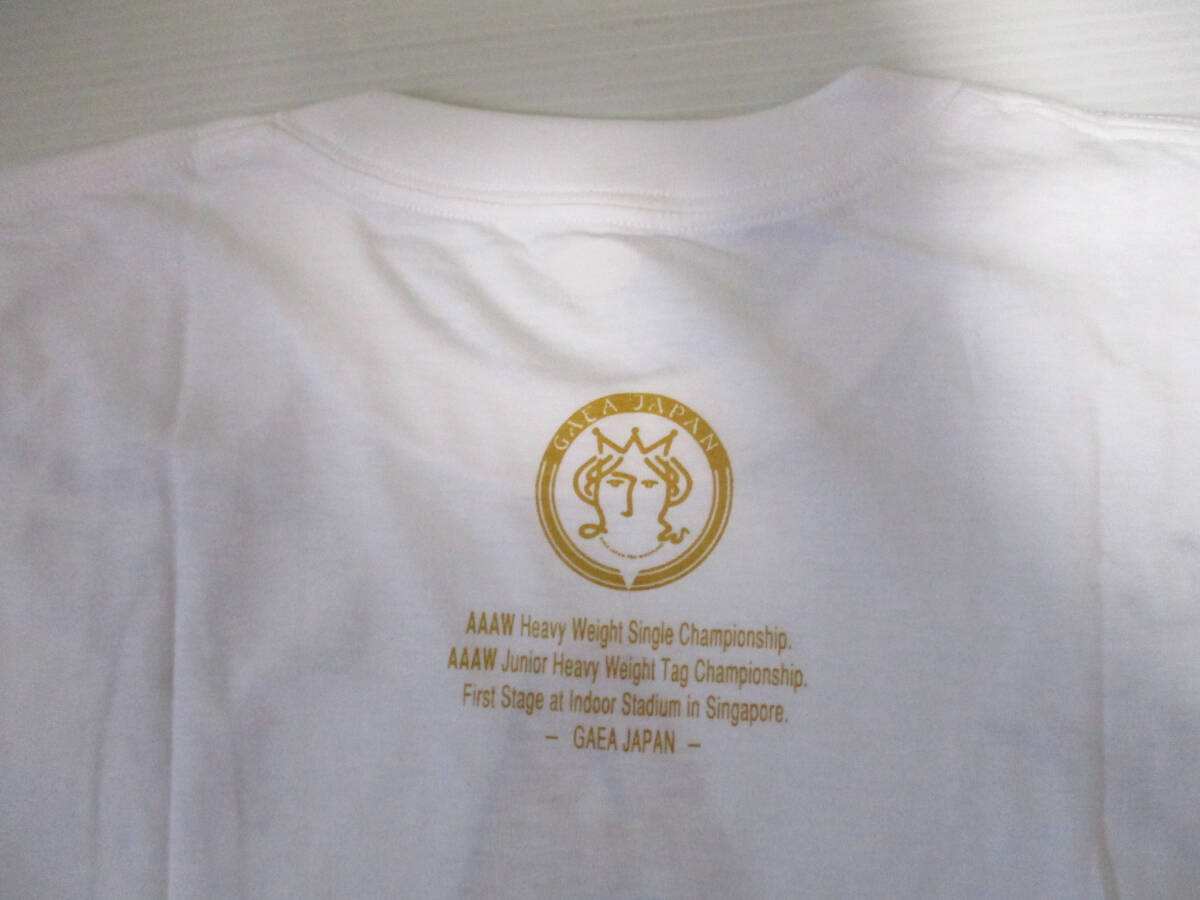 GAEA JAPAN
AAAW Heavy Weight Single Championship.
AAAW Junior Heavy Weight Tag Championship.
First Stage at Indoor Stadium in Singapore.
– GAEA JAPAN –